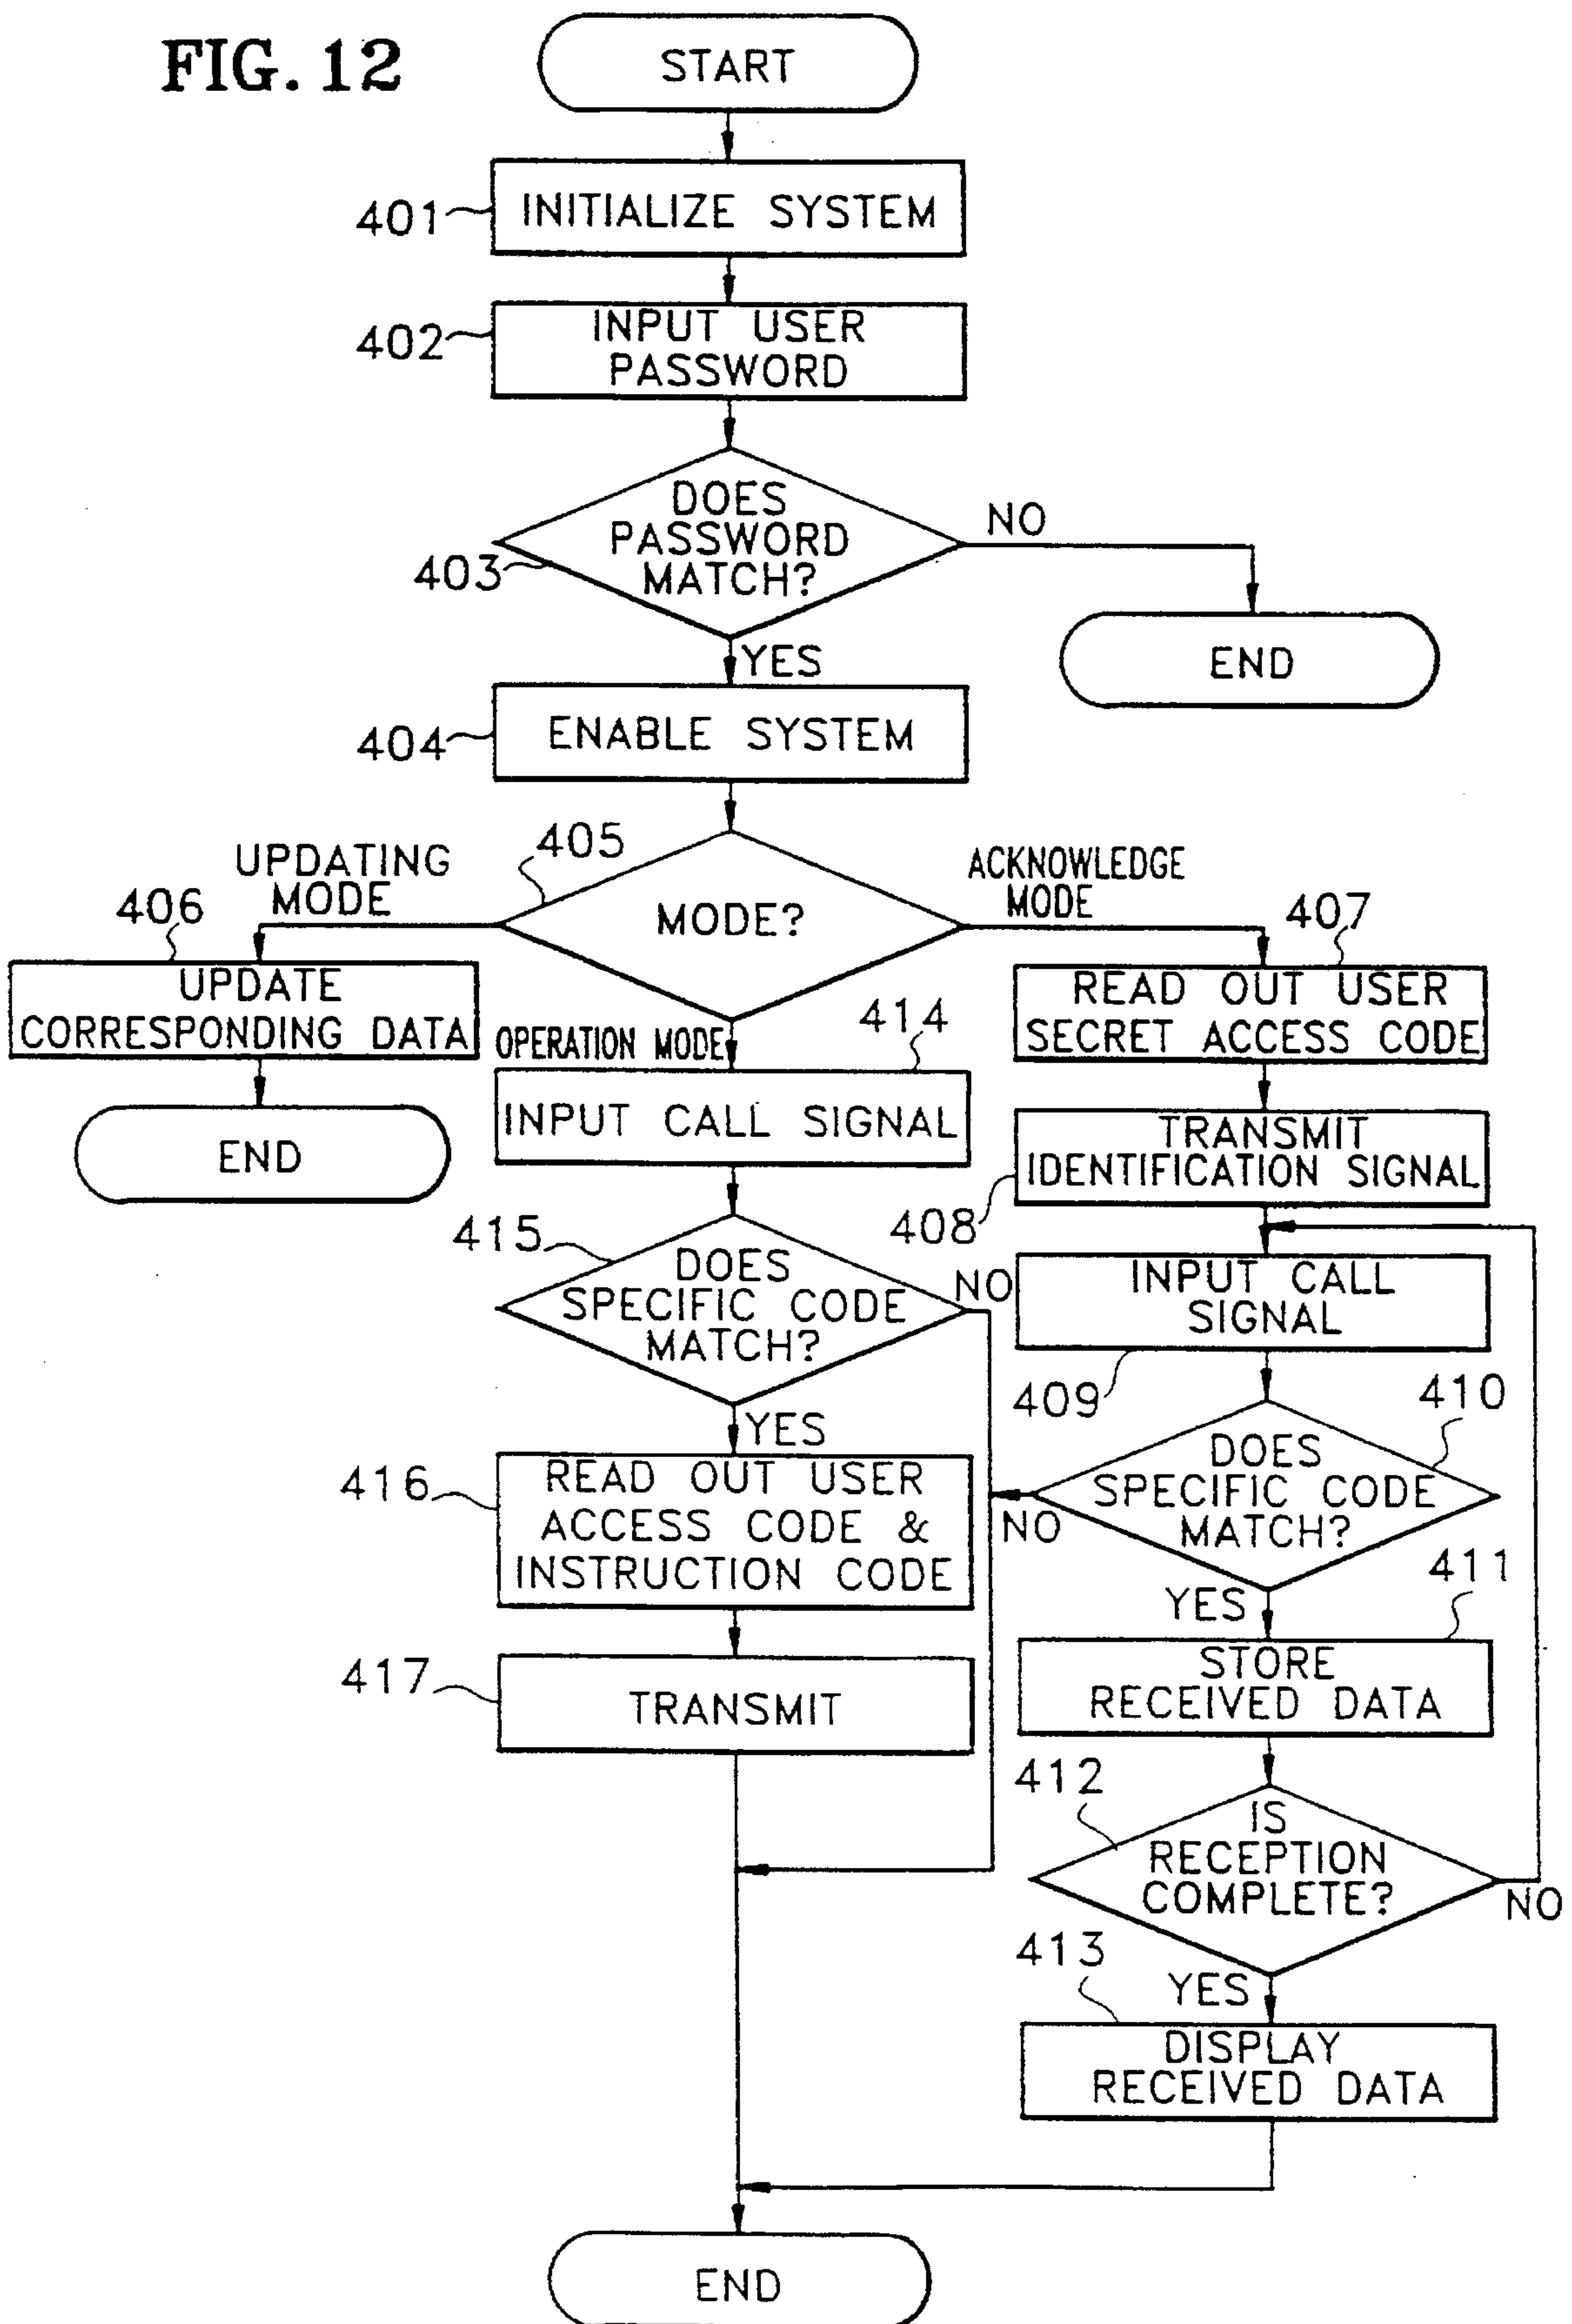 FIG. 12
START
401
INITIALIZE SYSTEM
402
INPUT USER
PASSWORD
DOES
PASSWORD
MATCH?
403
NO
END
YES
404
ENABLE SYSTEM
405
MODE?
UPDATING
MODE
406
UPDATE
CORRESPONDING DATA
END
ACKNOWLEDGE
MODE
407
READ OUT USER
SECRET ACCESS CODE
OPERATION MODE
414
INPUT CALL SIGNAL
TRANSMIT
IDENTIFICATION SIGNAL
408
415
DOES
SPECIFIC CODE
MATCH?
NO
INPUT CALL
SIGNAL
409
YES
416
READ OUT USER
ACCESS CODE &
INSTRUCTION CODE
410
DOES
SPECIFIC CODE
MATCH?
NO
YES
411
STORE
RECEIVED DATA
417
TRANSMIT
412
IS
RECEPTION
COMPLETE?
NO
YES
413
DISPLAY
RECEIVED DATA
END